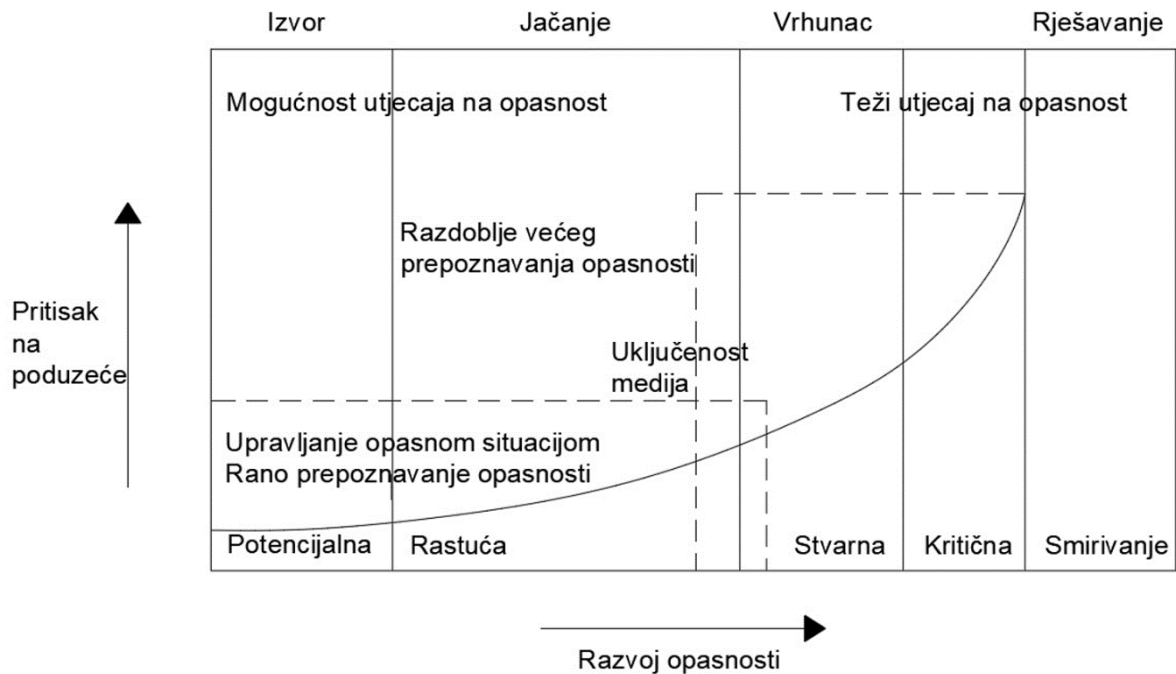 Izvor
Jačanje
Vrhunac
Rješavanje
Mogućnost utjecaja na opasnost
Teži utjecaj na opasnost
Razdoblje većeg
prepoznavanja opasnosti
Pritisak
na
poduzeće
Uključenost
medija
Upravljanje opasnom situacijom
Rano prepoznavanje opasnosti
Potencijalna
Rastuća
Stvarna
Kritična
Smirivanje
Razvoj opasnosti